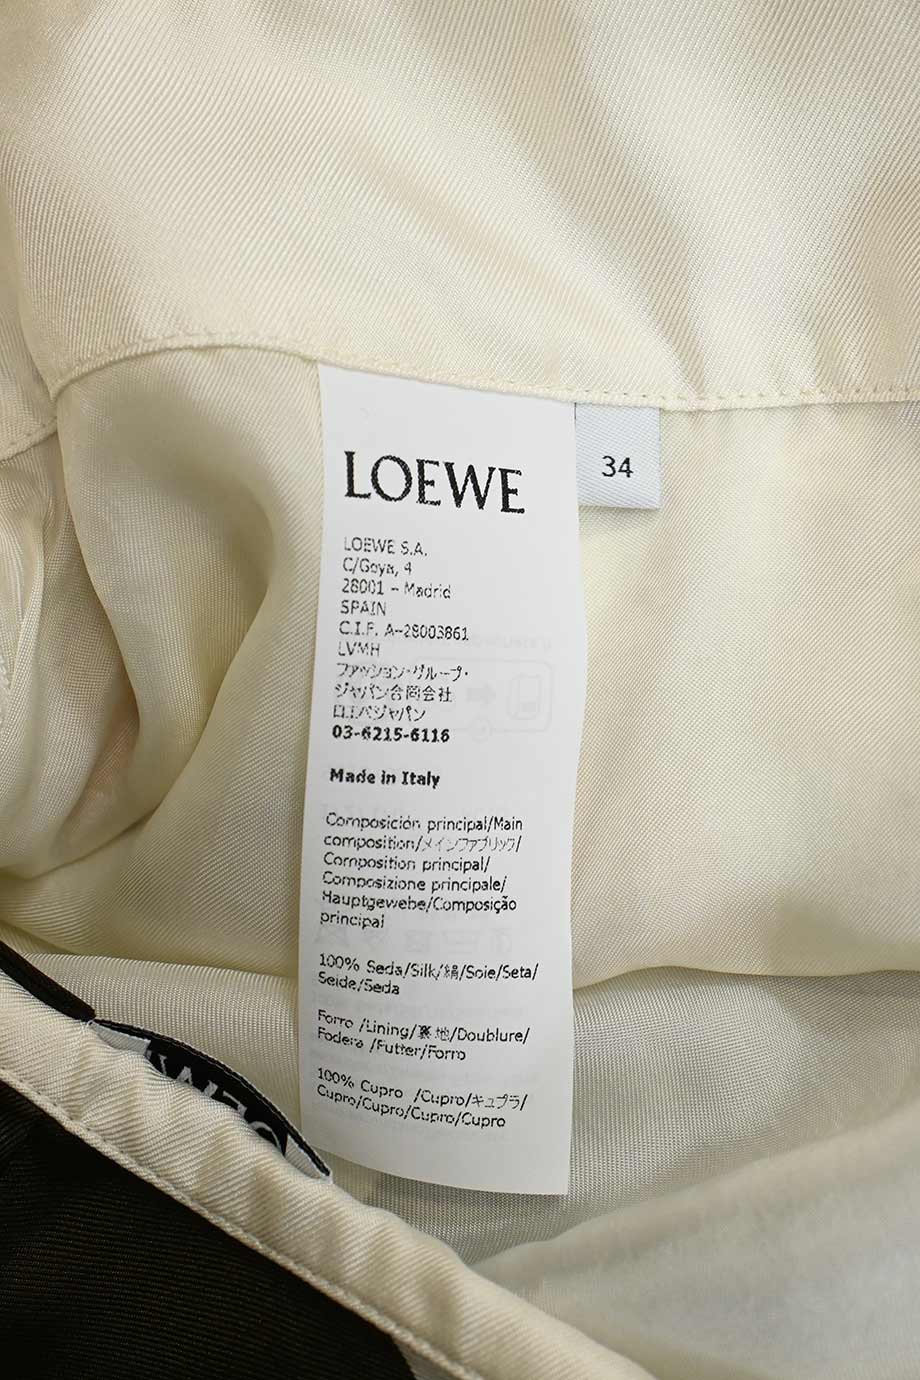 LOEWE
34
LOEWE S.A.
C/Goya, 4
28001 - Madrid
SPAIN
C.I.F. A-28003861
LVMH
ファッション・グループ・
ジャパン合同会社
ロエベジャパン
03-6215-6116
Made in Italy
Composición principal/Main
composition/メインファブリック/
Composition principal/
Composizione principale/
Hauptgewebe/Composição
principal
100% Seda/Silk/絹/Soie/Seta/
Seide/Seda
Forro /Lining/裏地/Doublure/
Fodera /Futter/Forro
100% Cupro /Cupro/キュプラ/
Cupro/Cupro/Cupro/Cupro